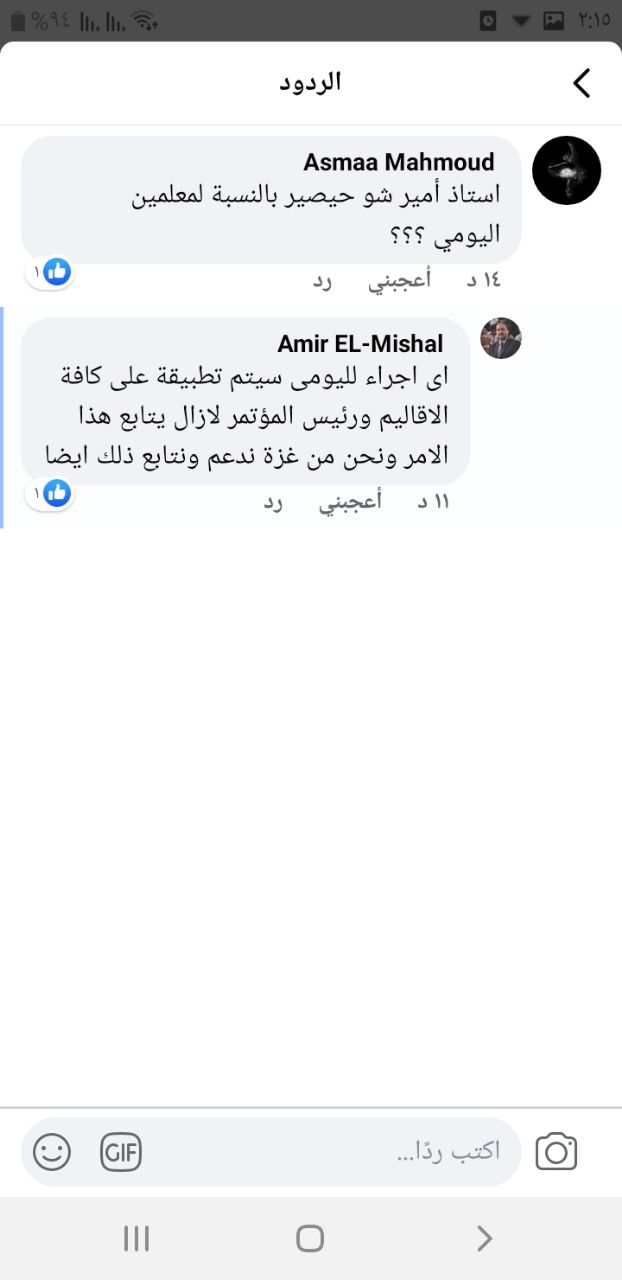 ٢:١٥
%٩٤
الردود
Asmaa Mahmoud
استاذ أمير شو حيصير بالنسبة لمعلمين
اليومي ؟؟؟
١٤ د أعجبني رد
١
Amir EL-Mishal
اى اجراء لليومى سيتم تطبيقة على كافة
الاقاليم ورئيس المؤتمر لازال يتابع هذا
الامر ونحن من غزة ندعم ونتابع ذلك ايضا
١١ د أعجبني رد
١
اكتب ردًا...
GIF